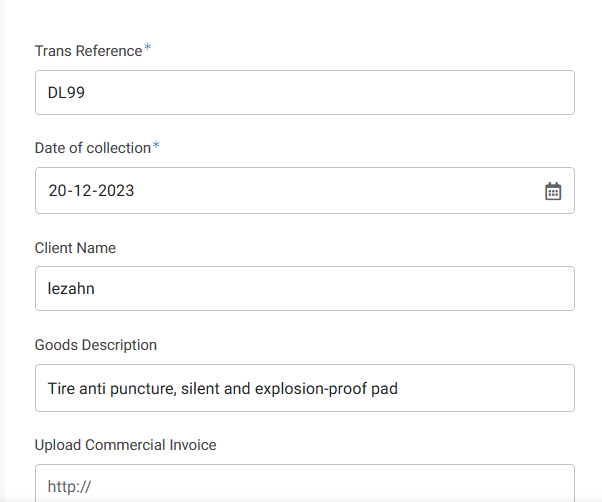 Trans Reference*
DL99
Date of collection*
20-12-2023
Client Name
lezahn
Goods Description
Tire anti puncture, silent and explosion-proof pad
Upload Commercial Invoice
http://